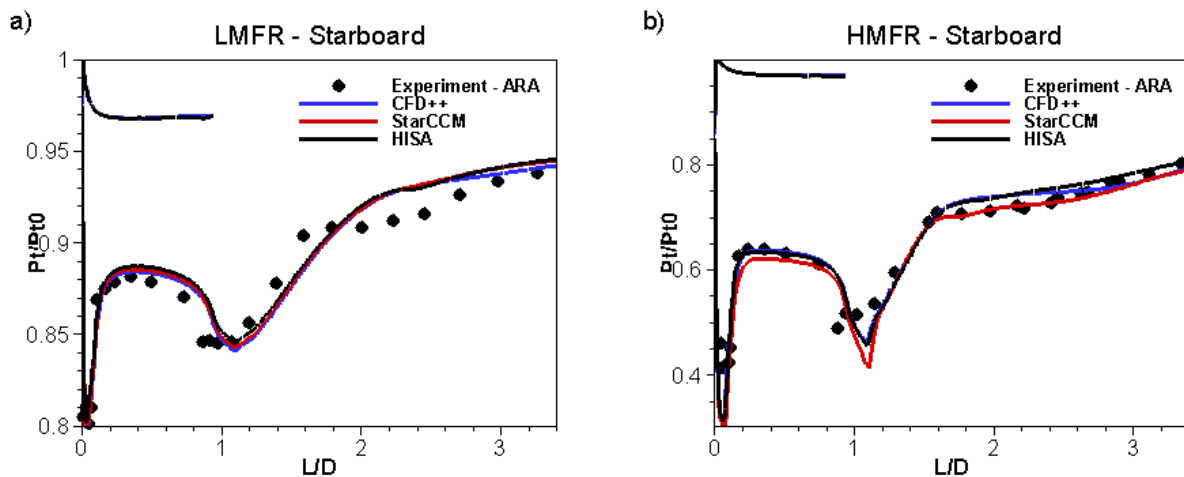 a)
LMFR - Starboard
1
0.95
0.9
0.85
0.8
Pt/Pt0
Experiment - ARA
CFD++
StarCCM
HISA
0
1
2
3
L/D
b)
HMFR - Starboard
0.8
0.6
0.4
Pt/Pt0
Experiment - ARA
CFD++
StarCCM
HISA
0
1
2
3
L/D